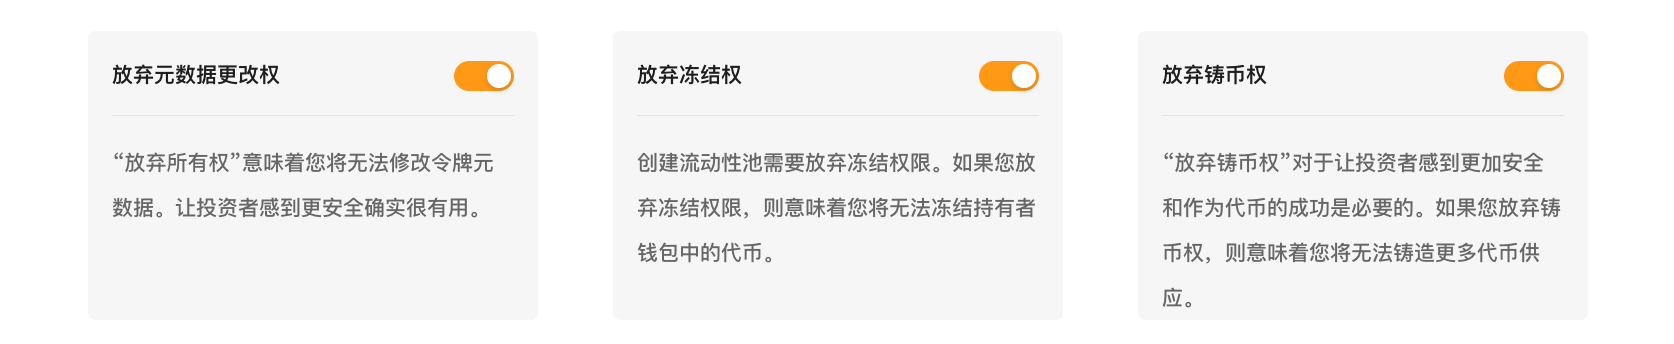 放弃元数据更改权
“放弃所有权”意味着您将无法修改令牌元
数据。让投资者感到更安全确实很有用。
放弃冻结权
创建流动性池需要放弃冻结权限。如果您放
弃冻结权限，则意味着您将无法冻结持有者
钱包中的代币。
放弃铸币权
“放弃铸币权”对于让投资者感到更加安全
和作为代币的成功是必要的。如果您放弃铸
币权，则意味着您将无法铸造更多代币供
应。